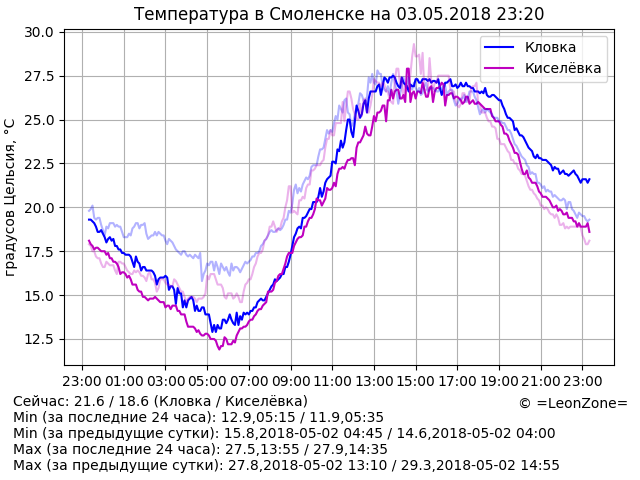 Температура в Смоленске на 03.05.2018 23:20
30.0
27.5
25.0
22.5
20.0
17.5
15.0
12.5
градусов Цельсия, °C
Кловка
Киселёвка
23:00 01:00 03:00 05:00 07:00 09:00 11:00 13:00 15:00 17:00 19:00 21:00 23:00
Сейчас: 21.6 / 18.6 (Кловка / Киселёвка)
© =LeonZone=
Min (за последние 24 часа): 12.9,05:15 / 11.9,05:35
Min (за предыдущие сутки): 15.8,2018-05-02 04:45 / 14.6,2018-05-02 04:00
Max (за последние 24 часа): 27.5,13:55 / 27.9,14:35
Max (за предыдущие сутки): 27.8,2018-05-02 13:10 / 29.3,2018-05-02 14:55